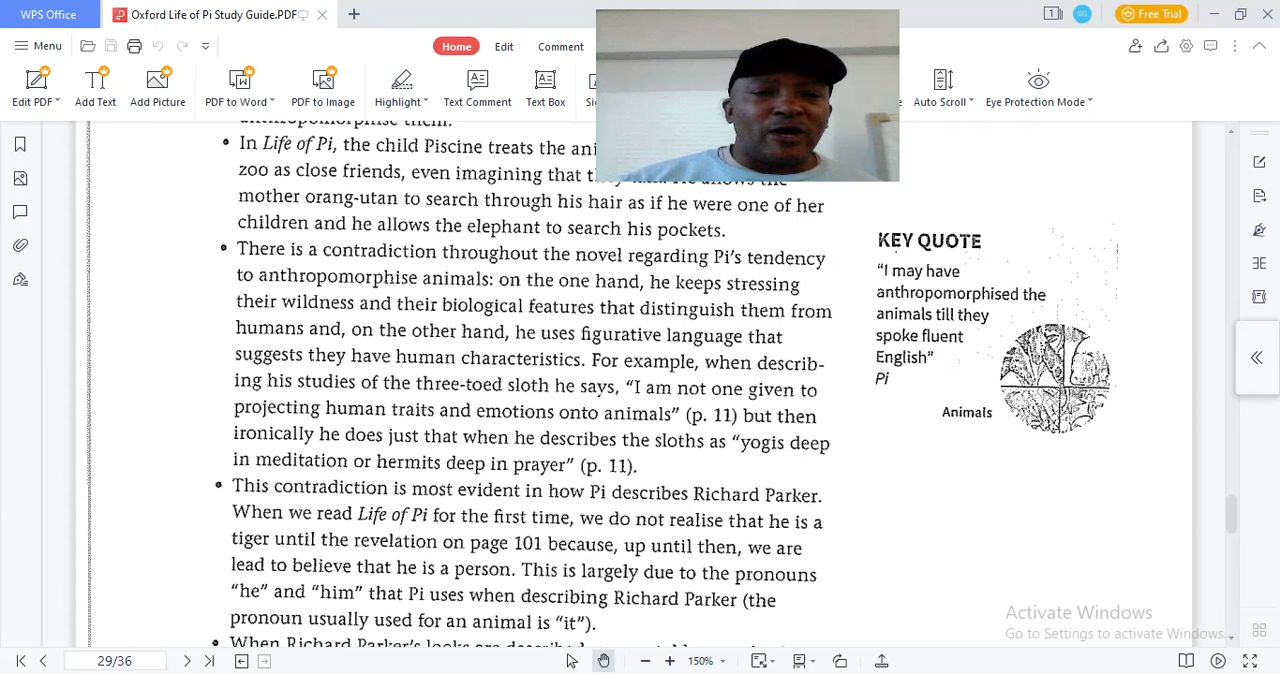 WPS Office
Oxford Life of Pi Study Guide.PDF
1
SG
Free Trial
Menu
Home
Edit
Comment
Edit PDF
Add Text
Add Picture
PDF to Word
PDF to Image
Highlight
Text Comment
Text Box
Auto Scroll
Eye Protection Mode
anthropomorphise them.
In Life of Pi, the child Piscine treats the
zoo as close friends, even imagining that
mother orang-utan to search through his hair as if he were one of her
children and he allows the elephant to search his pockets.
There is a contradiction throughout the novel regarding Pi's tendency
to anthropomorphise animals: on the one hand, he keeps stressing
their wildness and their biological features that distinguish them from
humans and, on the other hand, he uses figurative language that
suggests they have human characteristics. For example, when describ-
ing his studies of the three-toed sloth he says, "I am not one given to
projecting human traits and emotions onto animals" (p. 11) but then
ironically he does just that when he describes the sloths as "yogis deep
in meditation or hermits deep in prayer" (p. 11).
This contradiction is most evident in how Pi describes Richard Parker.
When we read Life of Pi for the first time, we do not realise that he is a
tiger until the revelation on page 101 because, up until then, we are
lead to believe that he is a person. This is largely due to the pronouns
"he" and "him" that Pi uses when describing Richard Parker (the
pronoun usually used for an animal is "it").
When Richard Parker's looks are described
KEY QUOTE
"I may have
anthropomorphised the
animals till they
spoke fluent
English"
Pi
Animals
Activate Windows
Go to Settings to activate Windows.
29/36
150%